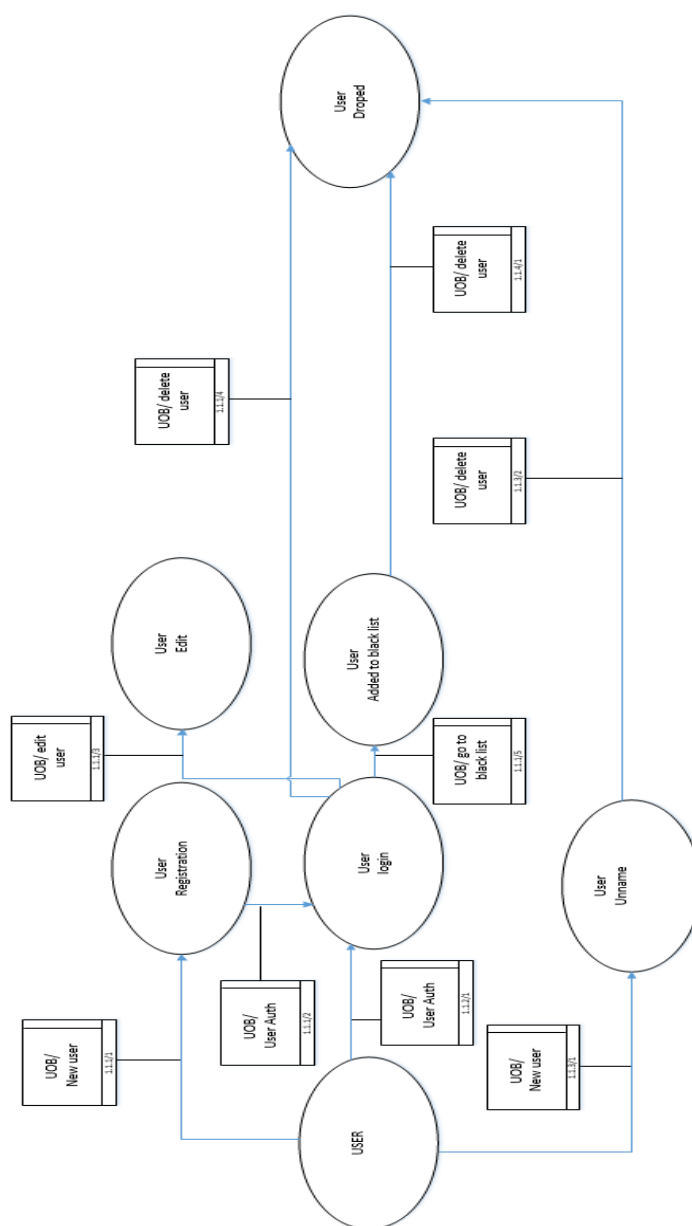 User
Droped
UOB/ delete
user
1.1.1/4
UOB/ delete
user
1.1.4/1
UOB/ delete
user
1.1.3/2
User
Edit
User
Added to black list
UOB/ edit
user
1.1.1/3
UOB/ go to
black list
1.1.1/5
User
Registration
User
login
User
Unname
UOB/
New user
1.1.1/1
UOB/
User Auth
1.1.1/2
UOB/
User Auth
1.1.2/1
UOB/
New user
1.1.3/1
USER